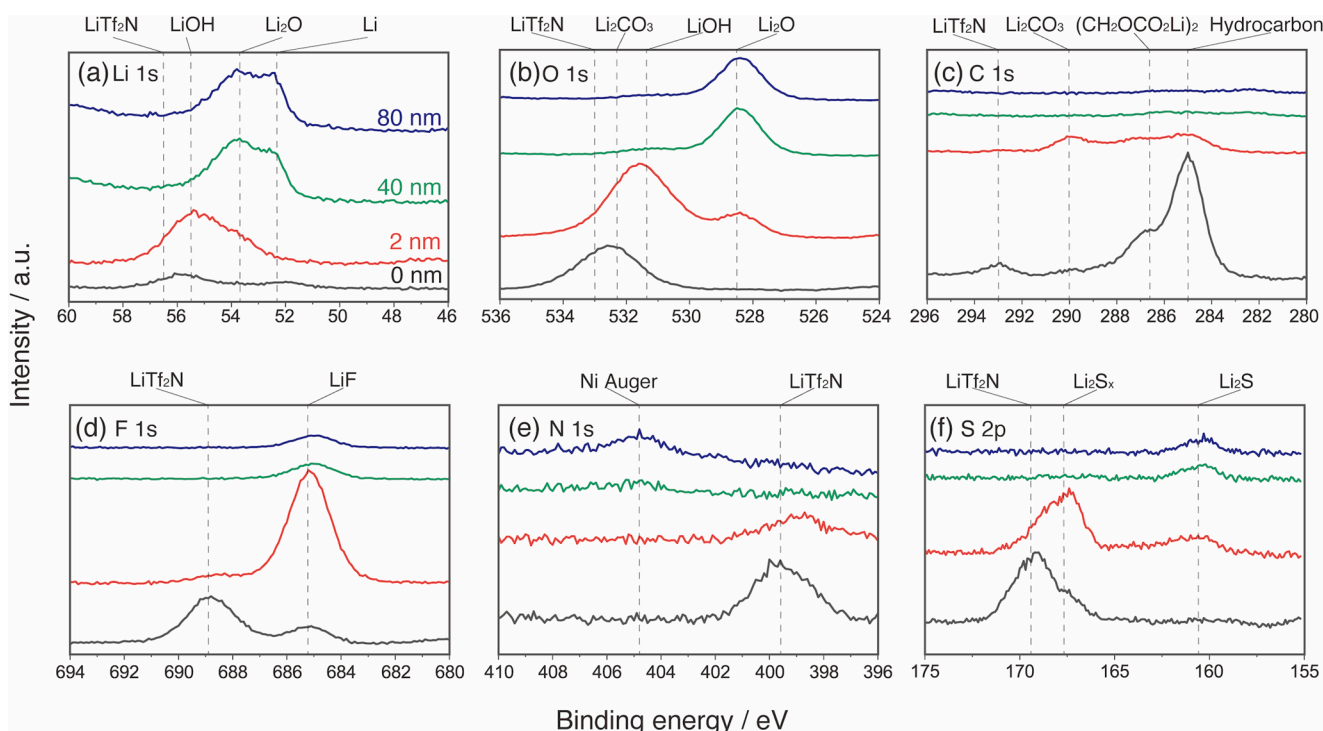 LiTf₂N LiOH Li₂O Li
(a) Li 1s
80 nm
40 nm
2 nm
0 nm
60 58 56 54 52 50 48 46
LiTf₂N Li₂CO₃ LiOH Li₂O
(b) O 1s
536 534 532 530 528 526 524
LiTf₂N Li₂CO₃ (CH₂OCO₂Li)₂ Hydrocarbon
(c) C 1s
296 294 292 290 288 286 284 282 280
Intensity / a.u.
LiTf₂N LiF
(d) F 1s
694 692 690 688 686 684 682 680
Ni Auger LiTf₂N
(e) N 1s
410 408 406 404 402 400 398 396
LiTf₂N Li₂Sₓ Li₂S
(f) S 2p
175 170 165 160 155
Binding energy / eV